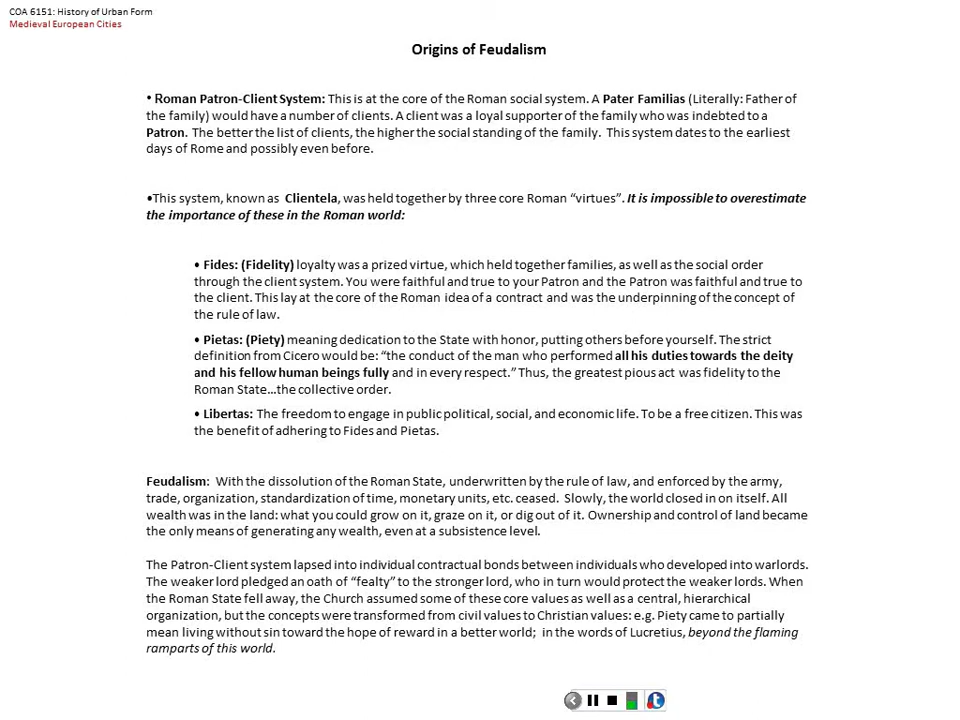 COA 6151: History of Urban Form
Medieval European Cities
Origins of Feudalism
• Roman Patron-Client System: This is at the core of the Roman social system. A Pater Familias (Literally: Father of
the family) would have a number of clients. A client was a loyal supporter of the family who was indebted to a
Patron. The better the list of clients, the higher the social standing of the family. This system dates to the earliest
days of Rome and possibly even before.
•This system, known as Clientela, was held together by three core Roman “virtues”. It is impossible to overestimate
the importance of these in the Roman world:
• Fides: (Fidelity) loyalty was a prized virtue, which held together families, as well as the social order
through the client system. You were faithful and true to your Patron and the Patron was faithful and true to
the client. This lay at the core of the Roman idea of a contract and was the underpinning of the concept of
the rule of law.
• Pietas: (Piety) meaning dedication to the State with honor, putting others before yourself. The strict
definition from Cicero would be: “the conduct of the man who performed all his duties towards the deity
and his fellow human beings fully and in every respect.” Thus, the greatest pious act was fidelity to the
Roman State…the collective order.
• Libertas: The freedom to engage in public political, social, and economic life. To be a free citizen. This was
the benefit of adhering to Fides and Pietas.
Feudalism: With the dissolution of the Roman State, underwritten by the rule of law, and enforced by the army,
trade, organization, standardization of time, monetary units, etc. ceased. Slowly, the world closed in on itself. All
wealth was in the land: what you could grow on it, graze on it, or dig out of it. Ownership and control of land became
the only means of generating any wealth, even at a subsistence level.
The Patron-Client system lapsed into individual contractual bonds between individuals who developed into warlords.
The weaker lord pledged an oath of “fealty” to the stronger lord, who in turn would protect the weaker lords. When
the Roman State fell away, the Church assumed some of these core values as well as a central, hierarchical
organization, but the concepts were transformed from civil values to Christian values: e.g. Piety came to partially
mean living without sin toward the hope of reward in a better world; in the words of Lucretius, beyond the flaming
ramparts of this world.